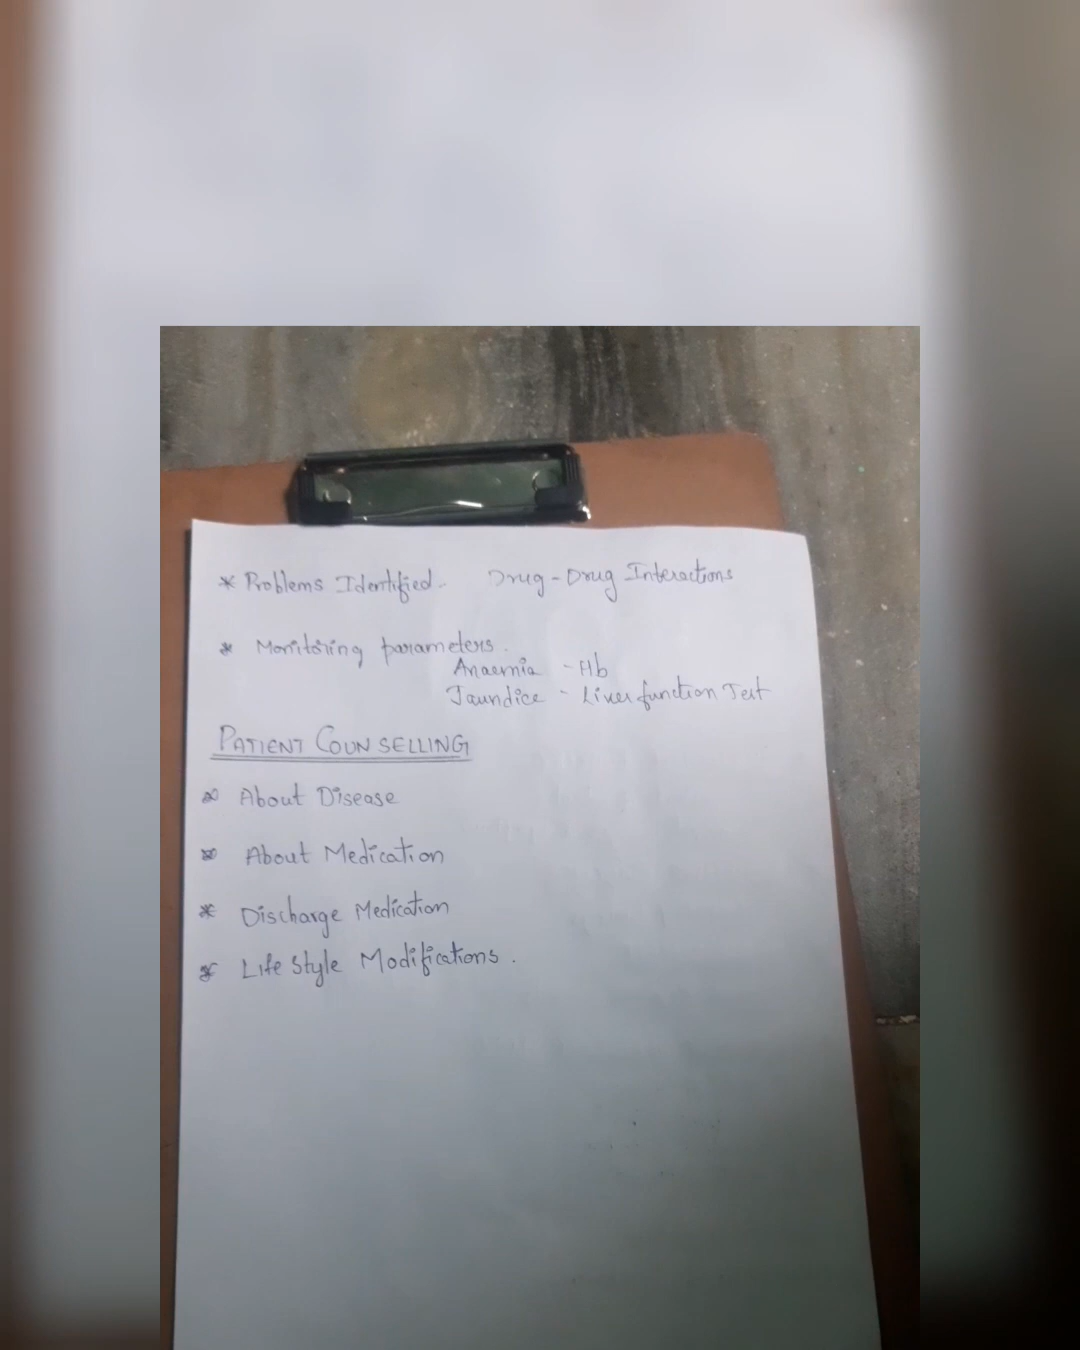 * Problems Identified - Drug-Drug Interactions
* Monitoring parameters.
Anaemia - Hb
Jaundice - Liver function Test
PATIENT COUNSELLING
* About Disease
* About Medication
* Discharge Medication
* Life Style Modifications.